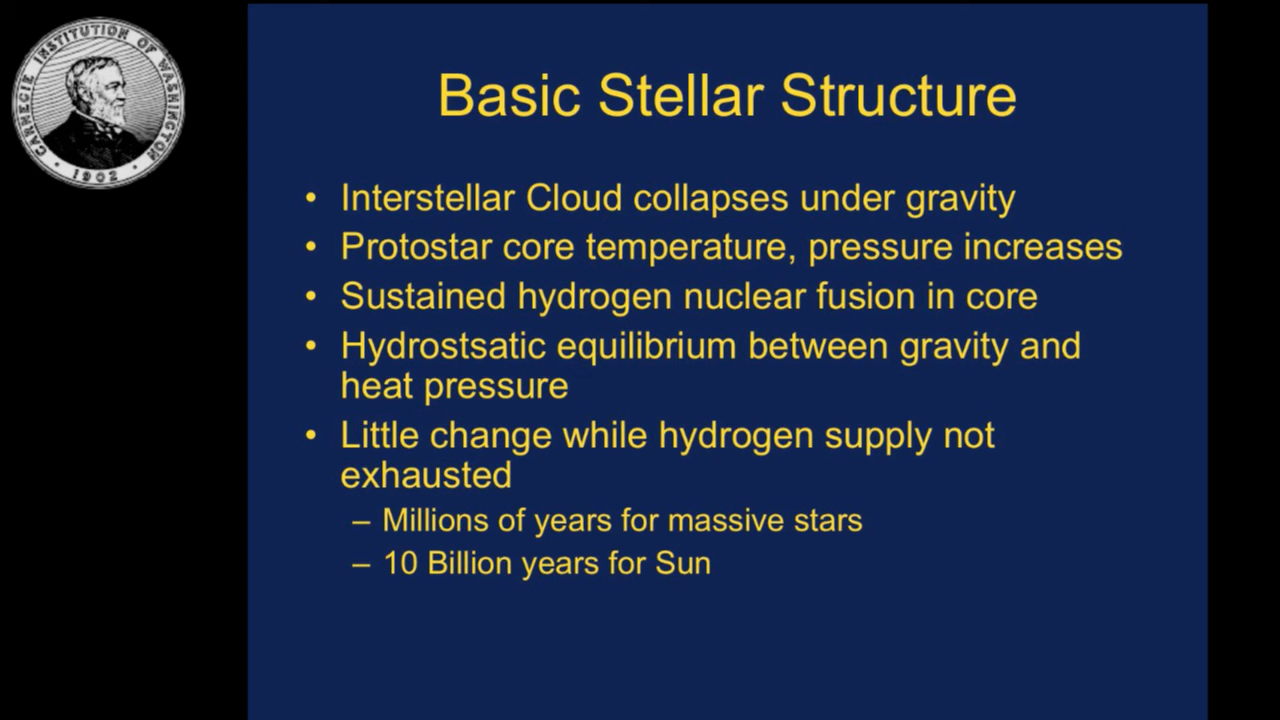 CARNEGIE INSTITUTION OF WASHINGTON
1902
Basic Stellar Structure
• Interstellar Cloud collapses under gravity
• Protostar core temperature, pressure increases
• Sustained hydrogen nuclear fusion in core
• Hydrostsatic equilibrium between gravity and
heat pressure
• Little change while hydrogen supply not
exhausted
– Millions of years for massive stars
– 10 Billion years for Sun